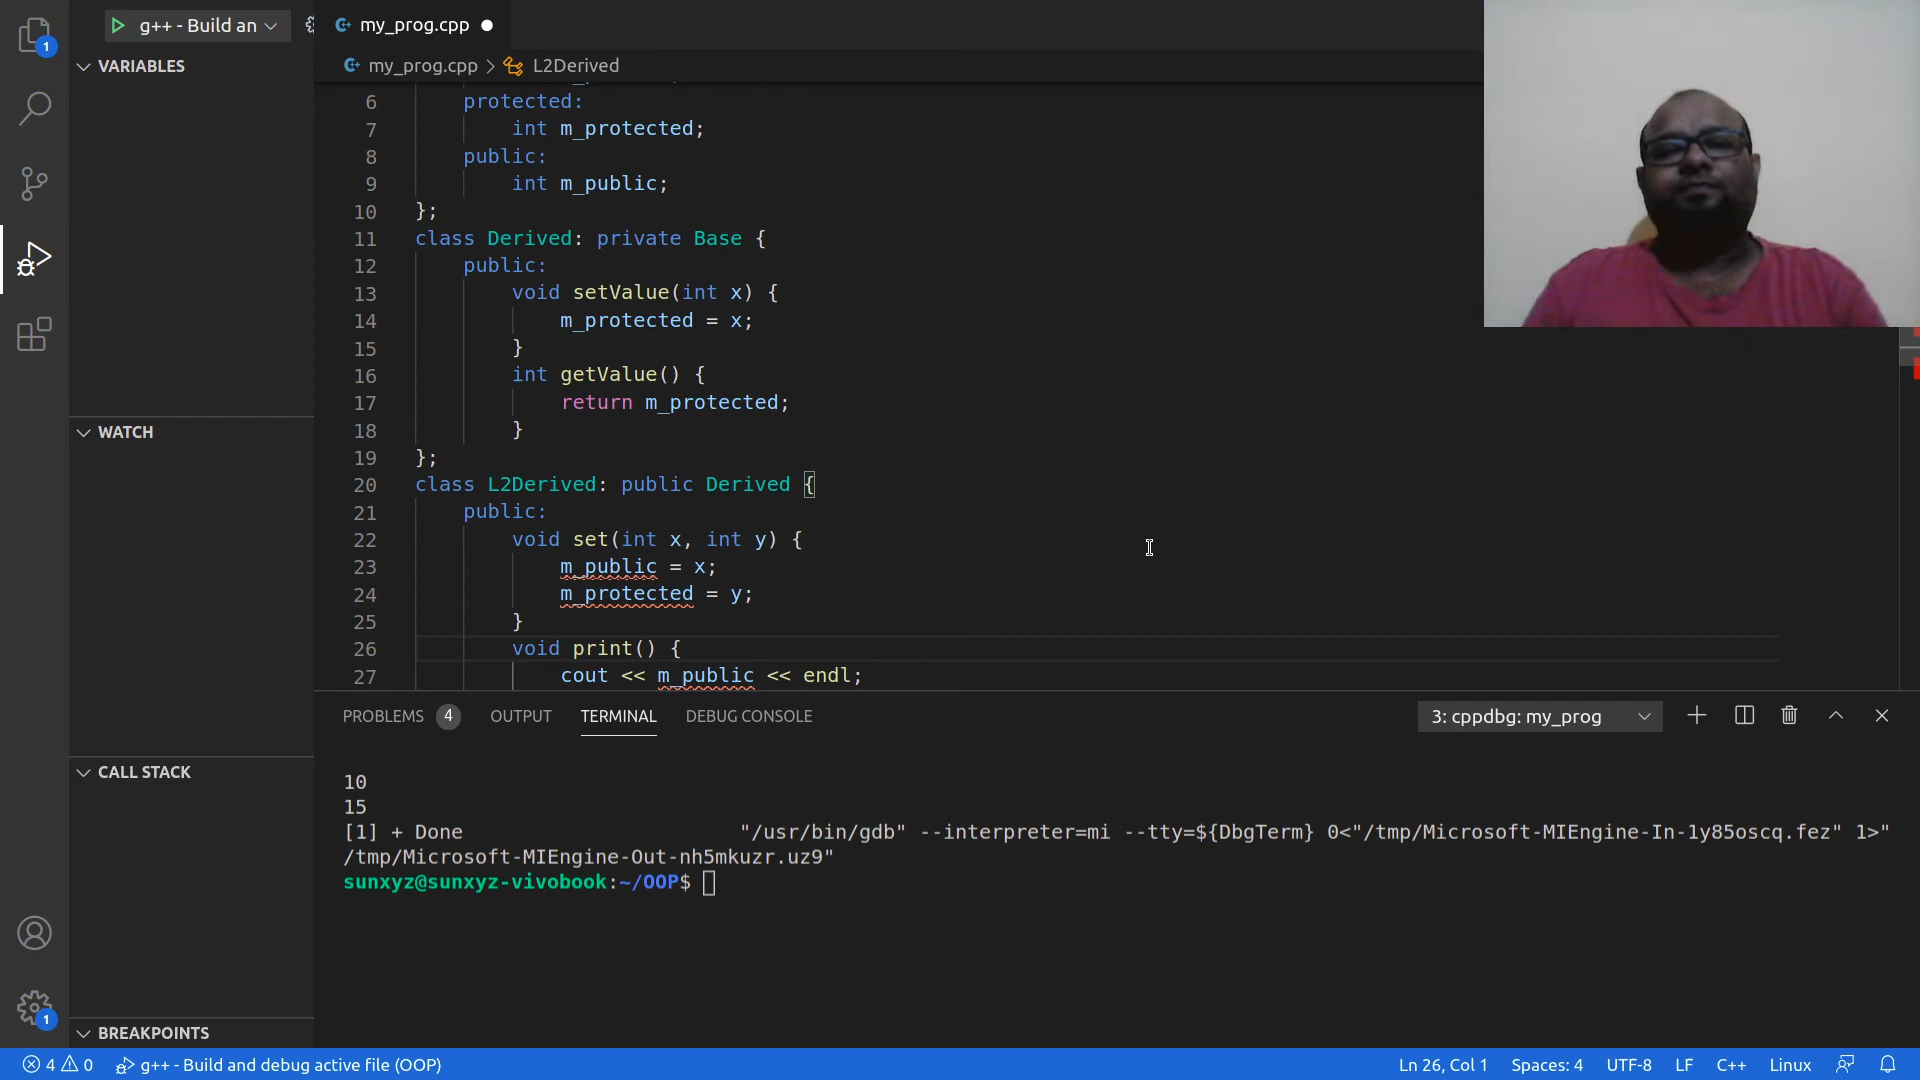 1
g++ - Build an
my_prog.cpp
VARIABLES
my_prog.cpp > L2Derived
6 protected:
7 int m_protected;
8 public:
9 int m_public;
10 };
11 class Derived: private Base {
12 public:
13 void setValue(int x) {
14 m_protected = x;
15 }
16 int getValue() {
17 return m_protected;
18 }
19 };
20 class L2Derived: public Derived {
21 public:
22 void set(int x, int y) {
23 m_public = x;
24 m_protected = y;
25 }
26 void print() {
27 cout << m_public << endl;
WATCH
CALL STACK
BREAKPOINTS
PROBLEMS 4 OUTPUT TERMINAL DEBUG CONSOLE
3: cppdbg: my_prog
10
15
[1] + Done "/usr/bin/gdb" --interpreter=mi --tty=${DbgTerm} 0<"/tmp/Microsoft-MIEngine-In-1y85oscq.fez" 1>"
/tmp/Microsoft-MIEngine-Out-nh5mkuzr.uz9"
sunxyz@sunxyz-vivobook:~/OOP$
1
4 0 g++ - Build and debug active file (OOP)
Ln 26, Col 1 Spaces: 4 UTF-8 LF C++ Linux